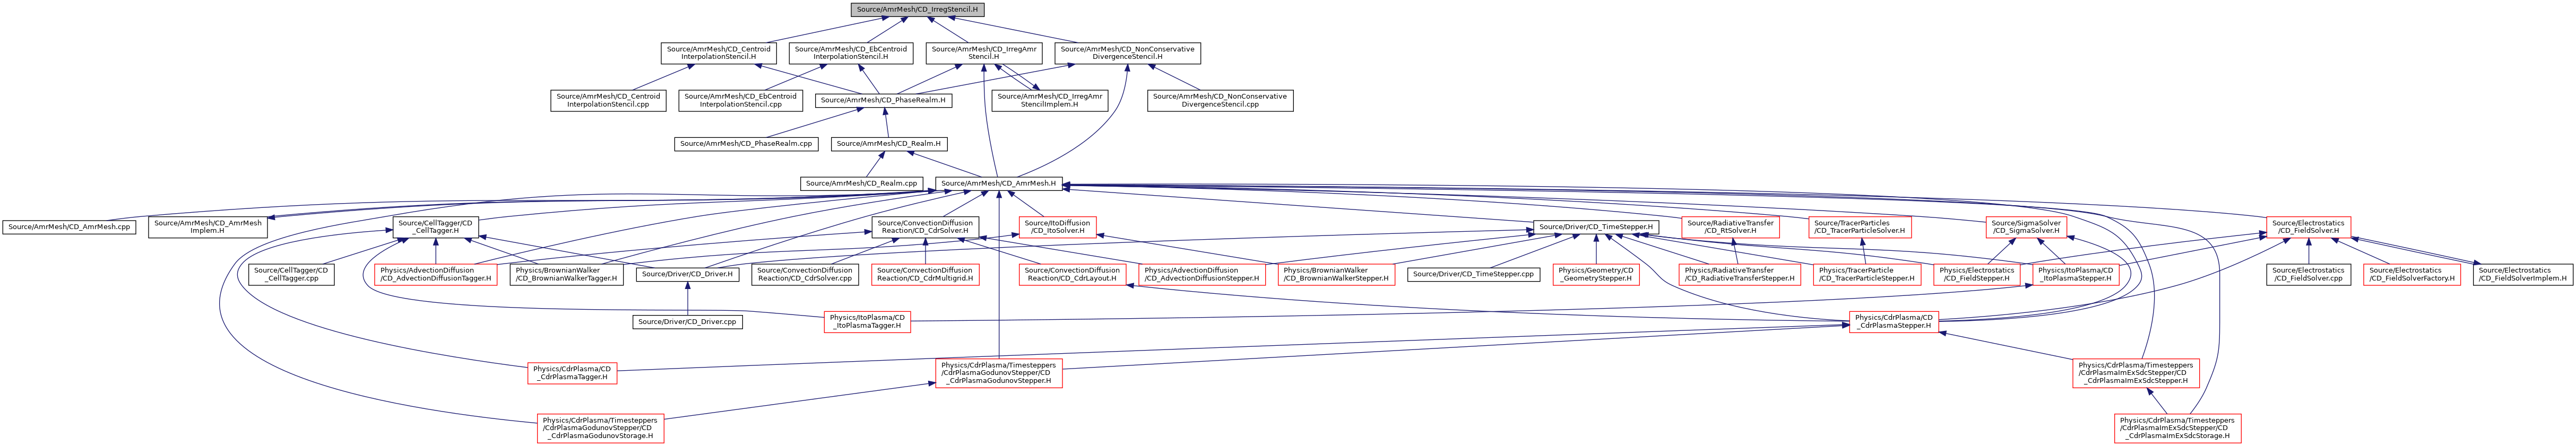 Source/AmrMesh/CD_IrregStencil.H
Source/AmrMesh/CD_Centroid
InterpolationStencil.H
Source/AmrMesh/CD_EbCentroid
InterpolationStencil.H
Source/AmrMesh/CD_IrregAmr
Stencil.H
Source/AmrMesh/CD_NonConservative
DivergenceStencil.H
Source/AmrMesh/CD_Centroid
InterpolationStencil.cpp
Source/AmrMesh/CD_EbCentroid
InterpolationStencil.cpp
Source/AmrMesh/CD_PhaseRealm.H
Source/AmrMesh/CD_IrregAmr
StencilImplem.H
Source/AmrMesh/CD_NonConservative
DivergenceStencil.cpp
Source/AmrMesh/CD_PhaseRealm.cpp
Source/AmrMesh/CD_Realm.H
Source/AmrMesh/CD_Realm.cpp
Source/AmrMesh/CD_AmrMesh.H
Source/AmrMesh/CD_AmrMesh.cpp
Source/AmrMesh/CD_AmrMesh
Implem.H
Source/CellTagger/CD
_CellTagger.H
Source/ConvectionDiffusion
Reaction/CD_CdrSolver.H
Source/ItoDiffusion
/CD_ItoSolver.H
Source/Driver/CD_TimeStepper.H
Source/RadiativeTransfer
/CD_RtSolver.H
Source/TracerParticles
/CD_TracerParticleSolver.H
Source/SigmaSolver
/CD_SigmaSolver.H
Source/Electrostatics
/CD_FieldSolver.H
Source/CellTagger/CD
_CellTagger.cpp
Physics/AdvectionDiffusion
/CD_AdvectionDiffusionTagger.H
Physics/BrownianWalker
/CD_BrownianWalkerTagger.H
Source/Driver/CD_Driver.H
Source/ConvectionDiffusion
Reaction/CD_CdrSolver.cpp
Source/ConvectionDiffusion
Reaction/CD_CdrMultigrid.H
Source/ConvectionDiffusion
Reaction/CD_CdrLayout.H
Physics/AdvectionDiffusion
/CD_AdvectionDiffusionStepper.H
Physics/BrownianWalker
/CD_BrownianWalkerStepper.H
Source/Driver/CD_TimeStepper.cpp
Physics/Geometry/CD
_GeometryStepper.H
Physics/RadiativeTransfer
/CD_RadiativeTransferStepper.H
Physics/TracerParticle
/CD_TracerParticleStepper.H
Physics/Electrostatics
/CD_FieldStepper.H
Physics/ItoPlasma/CD
_ItoPlasmaStepper.H
Source/Electrostatics
/CD_FieldSolver.cpp
Source/Electrostatics
/CD_FieldSolverFactory.H
Source/Electrostatics
/CD_FieldSolverImplem.H
Source/Driver/CD_Driver.cpp
Physics/ItoPlasma/CD
_ItoPlasmaTagger.H
Physics/CdrPlasma/CD
_CdrPlasmaStepper.H
Physics/CdrPlasma/CD
_CdrPlasmaTagger.H
Physics/CdrPlasma/Timesteppers
/CdrPlasmaGodunovStepper/CD
_CdrPlasmaGodunovStepper.H
Physics/CdrPlasma/Timesteppers
/CdrPlasmaImExSdcStepper/CD
_CdrPlasmaImExSdcStepper.H
Physics/CdrPlasma/Timesteppers
/CdrPlasmaGodunovStepper/CD
_CdrPlasmaGodunovStorage.H
Physics/CdrPlasma/Timesteppers
/CdrPlasmaImExSdcStepper/CD
_CdrPlasmaImExSdcStorage.H